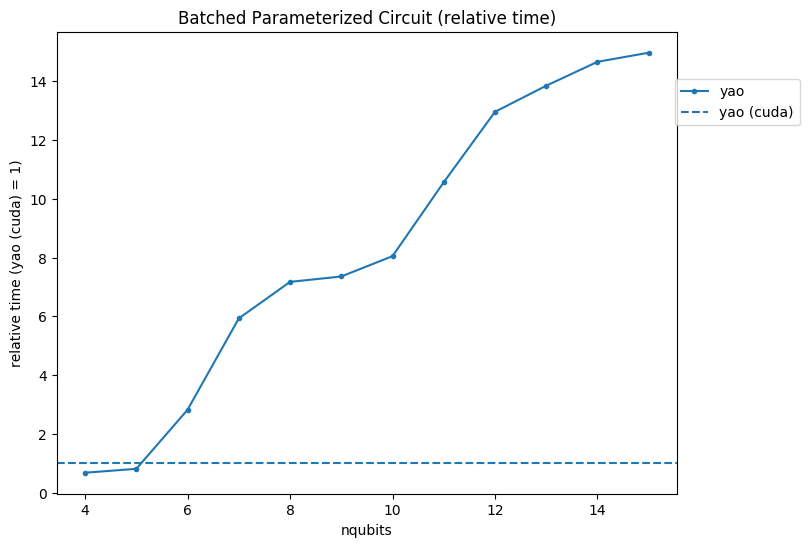 Batched Parameterized Circuit (relative time)
relative time (yao (cuda) = 1)
14
12
10
8
6
4
2
0
4
6
8
10
12
14
nqubits
yao
yao (cuda)